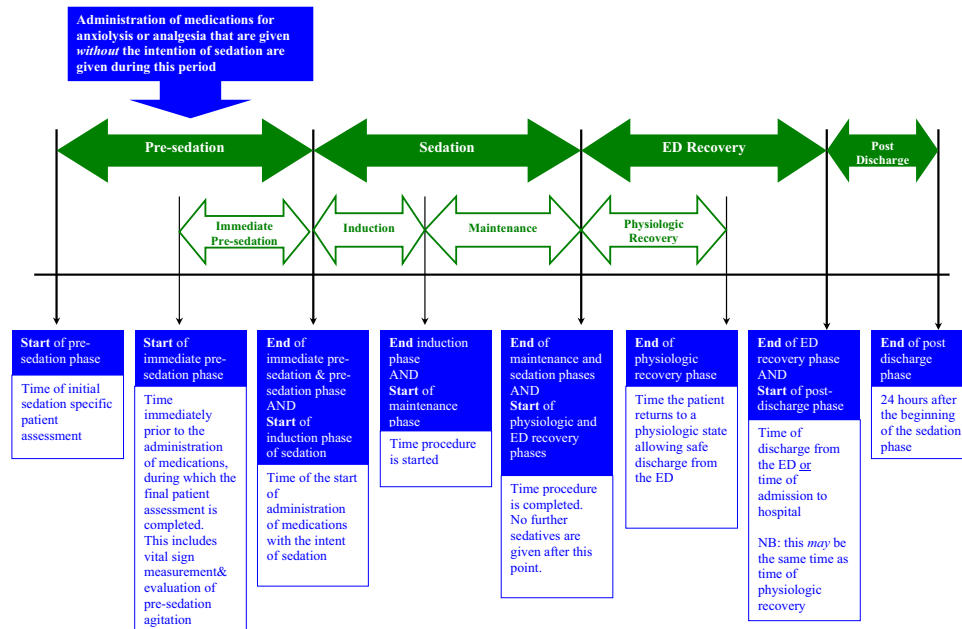 Administration of medications for
anxiolysis or analgesia that are given
without the intention of sedation are
given during this period
Pre-sedation
Sedation
ED Recovery
Post
Discharge
Immediate
Pre-sedation
Induction
Maintenance
Physiologic
Recovery
Start of pre-
sedation phase
Time of initial
sedation specific
patient
assessment
Start of
immediate pre-
sedation phase
Time
immediately
prior to the
administration
of medications,
during which the
final patient
assessment is
completed.
This includes
vital sign
measurement&
evaluation of
pre-sedation
agitation
End of
immediate pre-
sedation & pre-
sedation phase
AND
Start of
induction phase
of sedation
Time of the start
of
administration
of medications
with the intent
of sedation
End induction
phase
AND
Start of
maintenance
phase
Time procedure
is started
End of
maintenance and
sedation phases
AND
Start of
physiologic and
ED recovery
phases
Time procedure
is completed.
No further
sedatives are
given after this
point.
End of
physiologic
recovery phase
Time the patient
returns to a
physiologic state
allowing safe
discharge from
the ED
End of ED
recovery phase
AND
Start of post-
discharge phase
Time of
discharge from
the ED or
time of
admission to
hospital
NB: this may be
the same time as
time of
physiologic
recovery
End of post
discharge phase
24 hours after
the beginning
of the sedation
phase